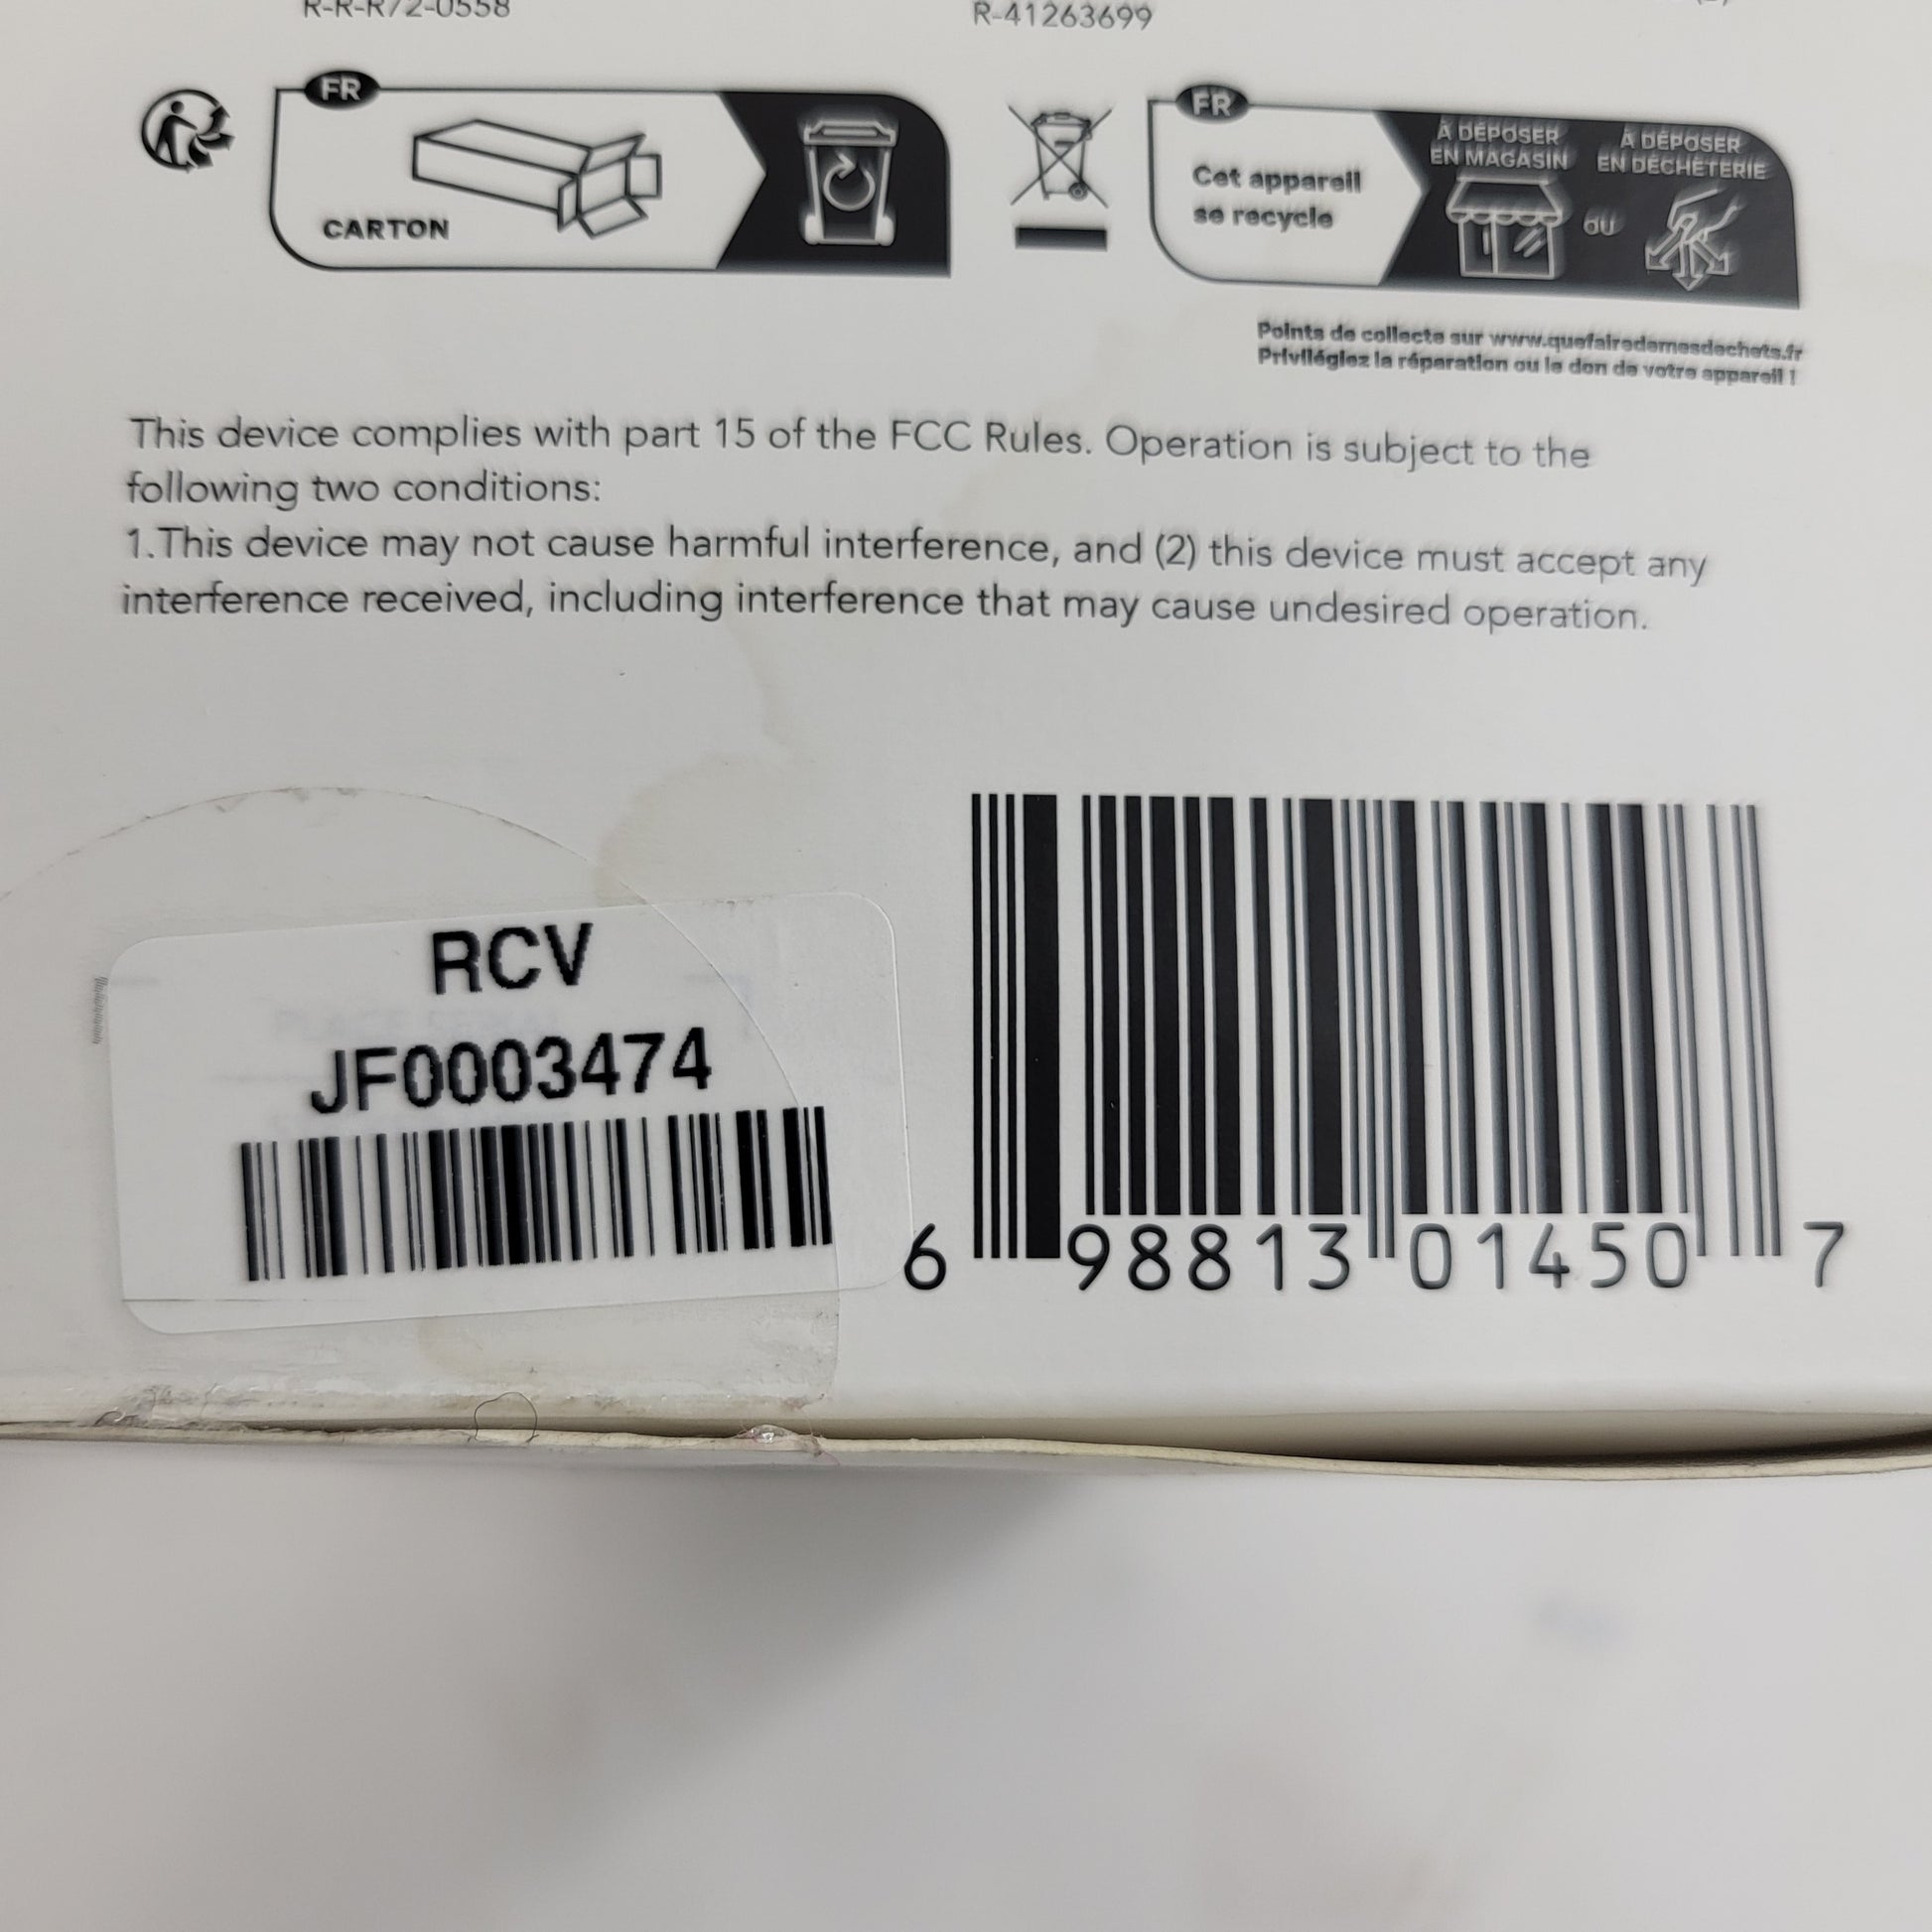 R-R-R72-0558
R-41263699
FR
CARTON
FR
Cet appareil
se recycle
À DÉPOSER
EN MAGASIN
ou
À DÉPOSER
EN DÉCHÈTERIE
Points de collecte sur www.quefairedemesdechets.fr
Privilégiez la réparation ou le don de votre appareil !
This device complies with part 15 of the FCC Rules. Operation is subject to the
following two conditions:
1.This device may not cause harmful interference, and (2) this device must accept any
interference received, including interference that may cause undesired operation.
RCV
JF0003474
6 98813 01450 7